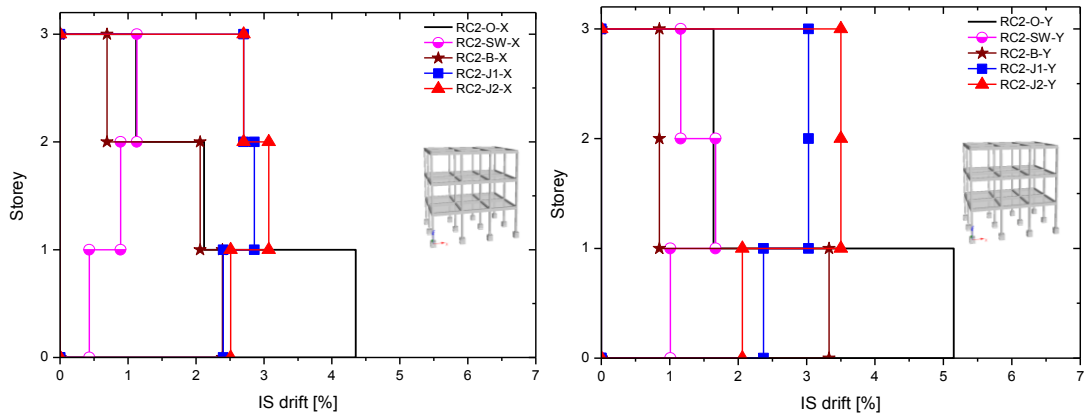 RC2-O-X
RC2-SW-X
RC2-B-X
RC2-J1-X
RC2-J2-X
3
2
1
0
Storey
0 1 2 3 4 5 6 7
IS drift [%]
RC2-O-Y
RC2-SW-Y
RC2-B-Y
RC2-J1-Y
RC2-J2-Y
3
2
1
0
Storey
0 1 2 3 4 5 6 7
IS drift [%]